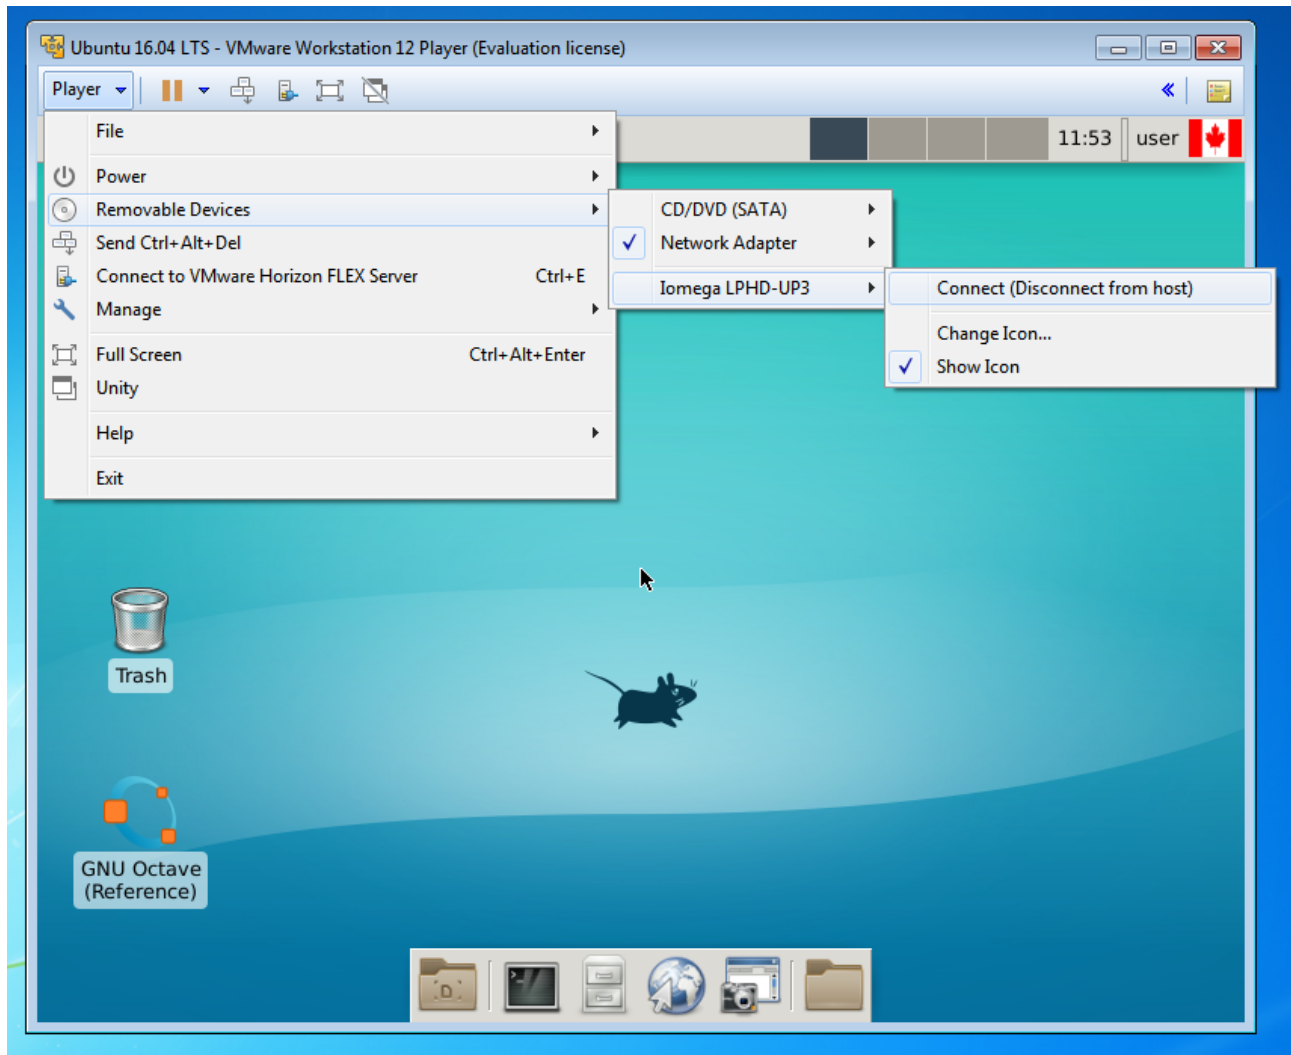 Ubuntu 16.04 LTS - VMware Workstation 12 Player (Evaluation license)
Player
11:53 user
File
Power
Removable Devices
Send Ctrl+Alt+Del
Connect to VMware Horizon FLEX Server Ctrl+E
Manage
Full Screen Ctrl+Alt+Enter
Unity
Help
Exit
CD/DVD (SATA)
Network Adapter
Iomega LPHD-UP3
Connect (Disconnect from host)
Change Icon...
Show Icon
Trash
GNU Octave
(Reference)
D